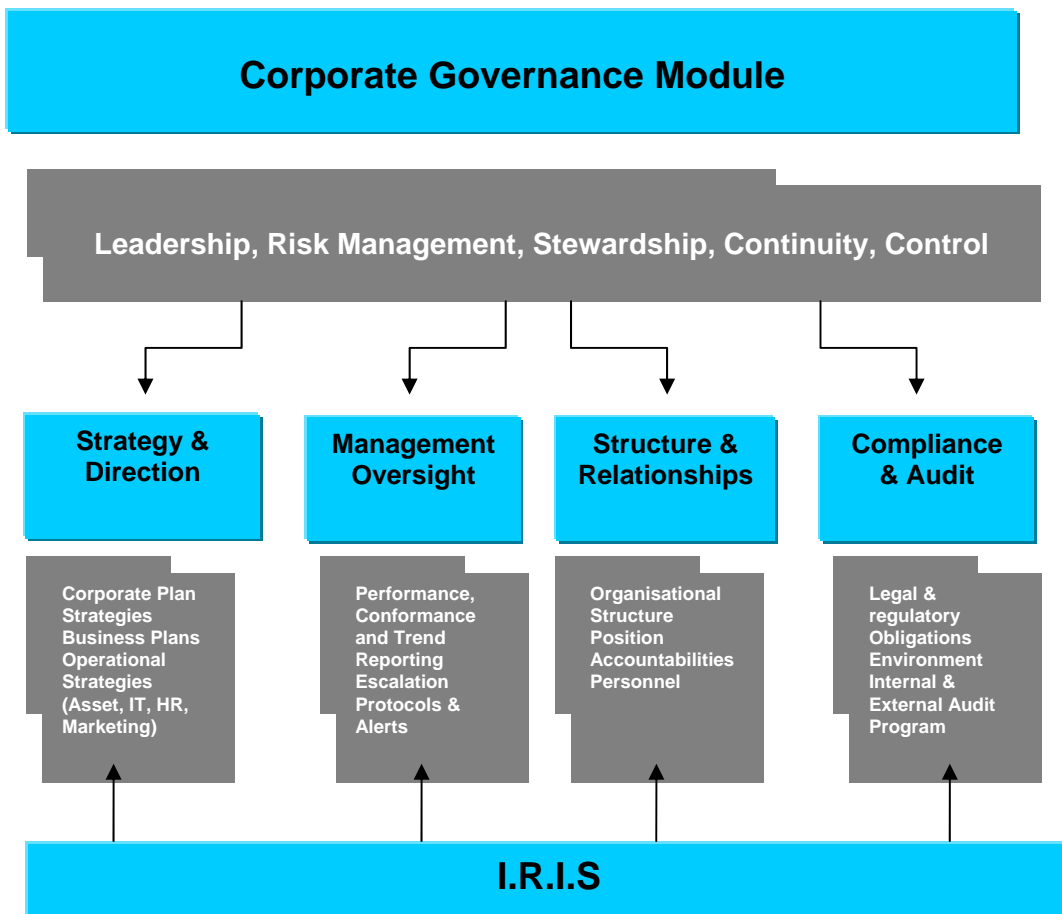 Corporate Governance Module
Leadership, Risk Management, Stewardship, Continuity, Control
Strategy &
Direction
Management
Oversight
Structure &
Relationships
Compliance
& Audit
Corporate Plan
Strategies
Business Plans
Operational
Strategies
(Asset, IT, HR,
Marketing)
Performance,
Conformance
and Trend
Reporting
Escalation
Protocols &
Alerts
Organisational
Structure
Position
Accountabilities
Personnel
Legal &
regulatory
Obligations
Environment
Internal &
External Audit
Program
I.R.I.S